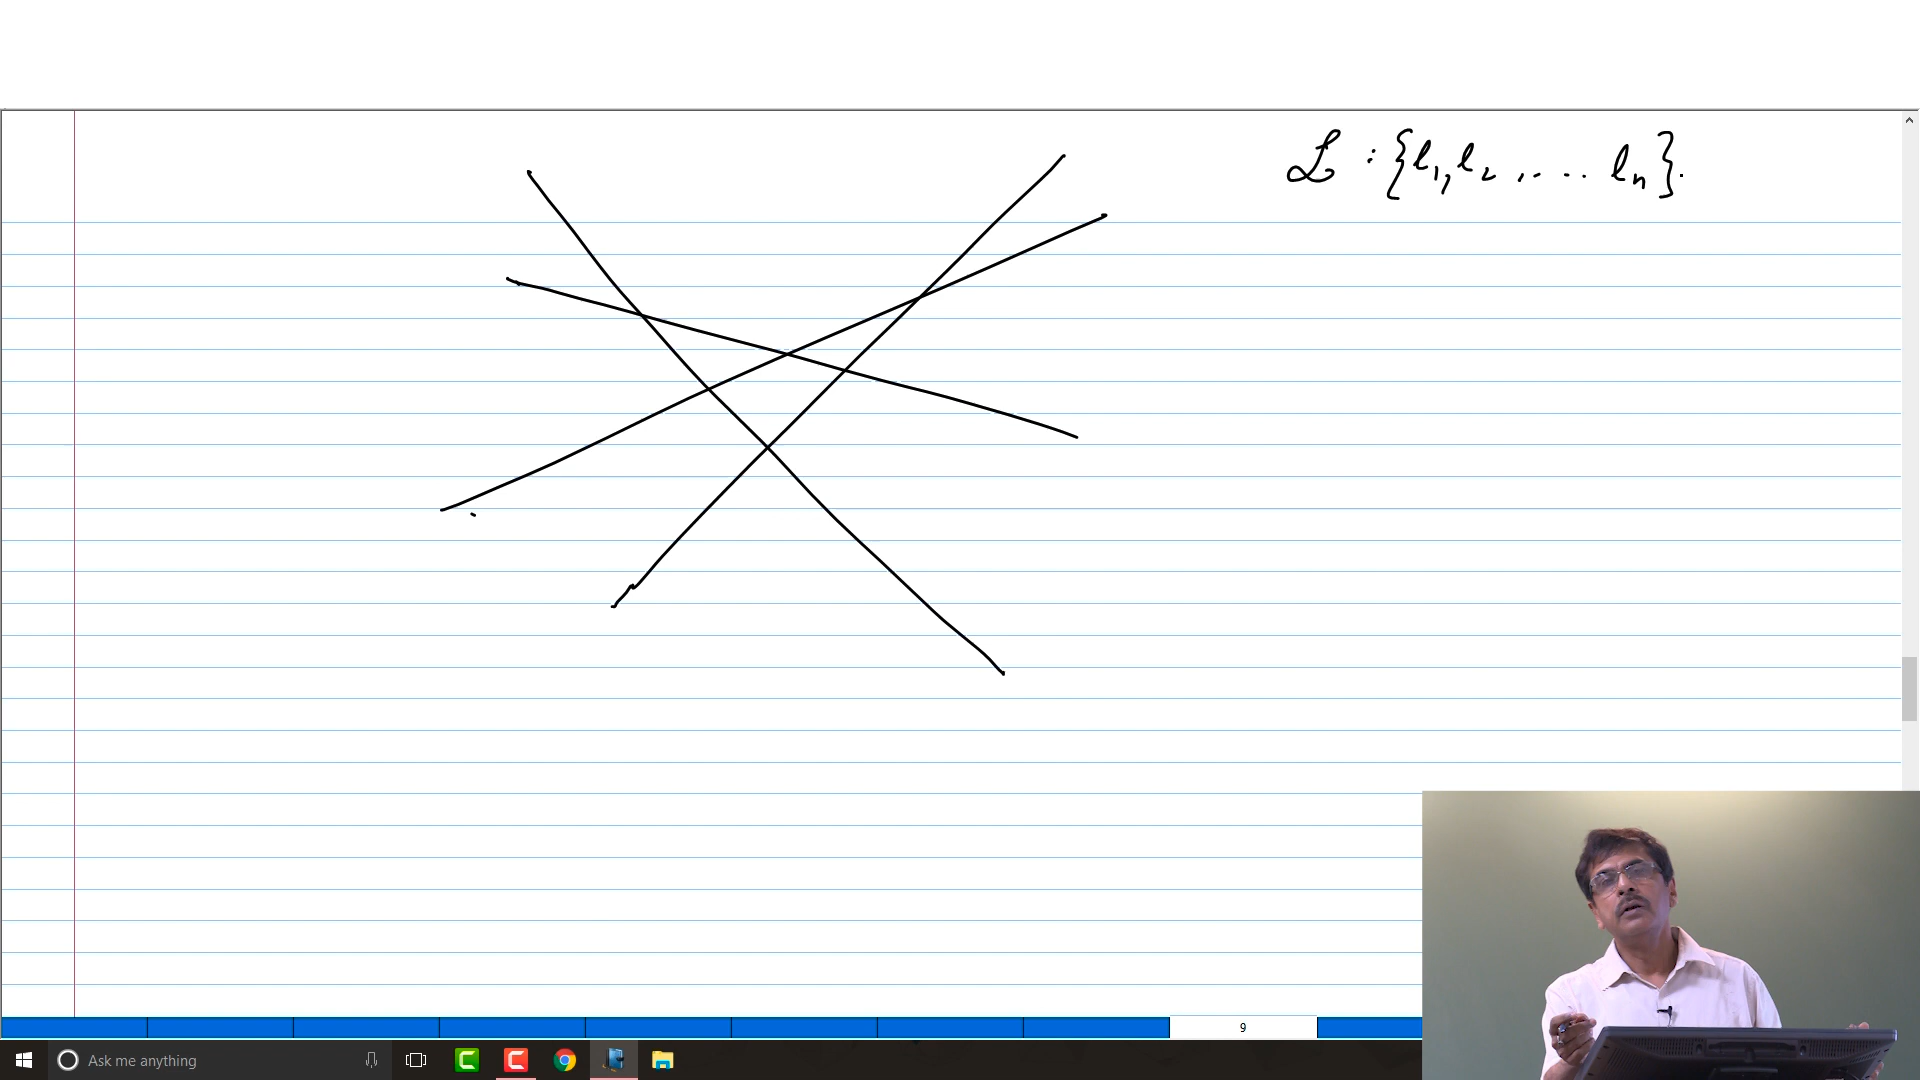 ℒ : {l₁, l₂, .... lₙ}.
9
Ask me anything